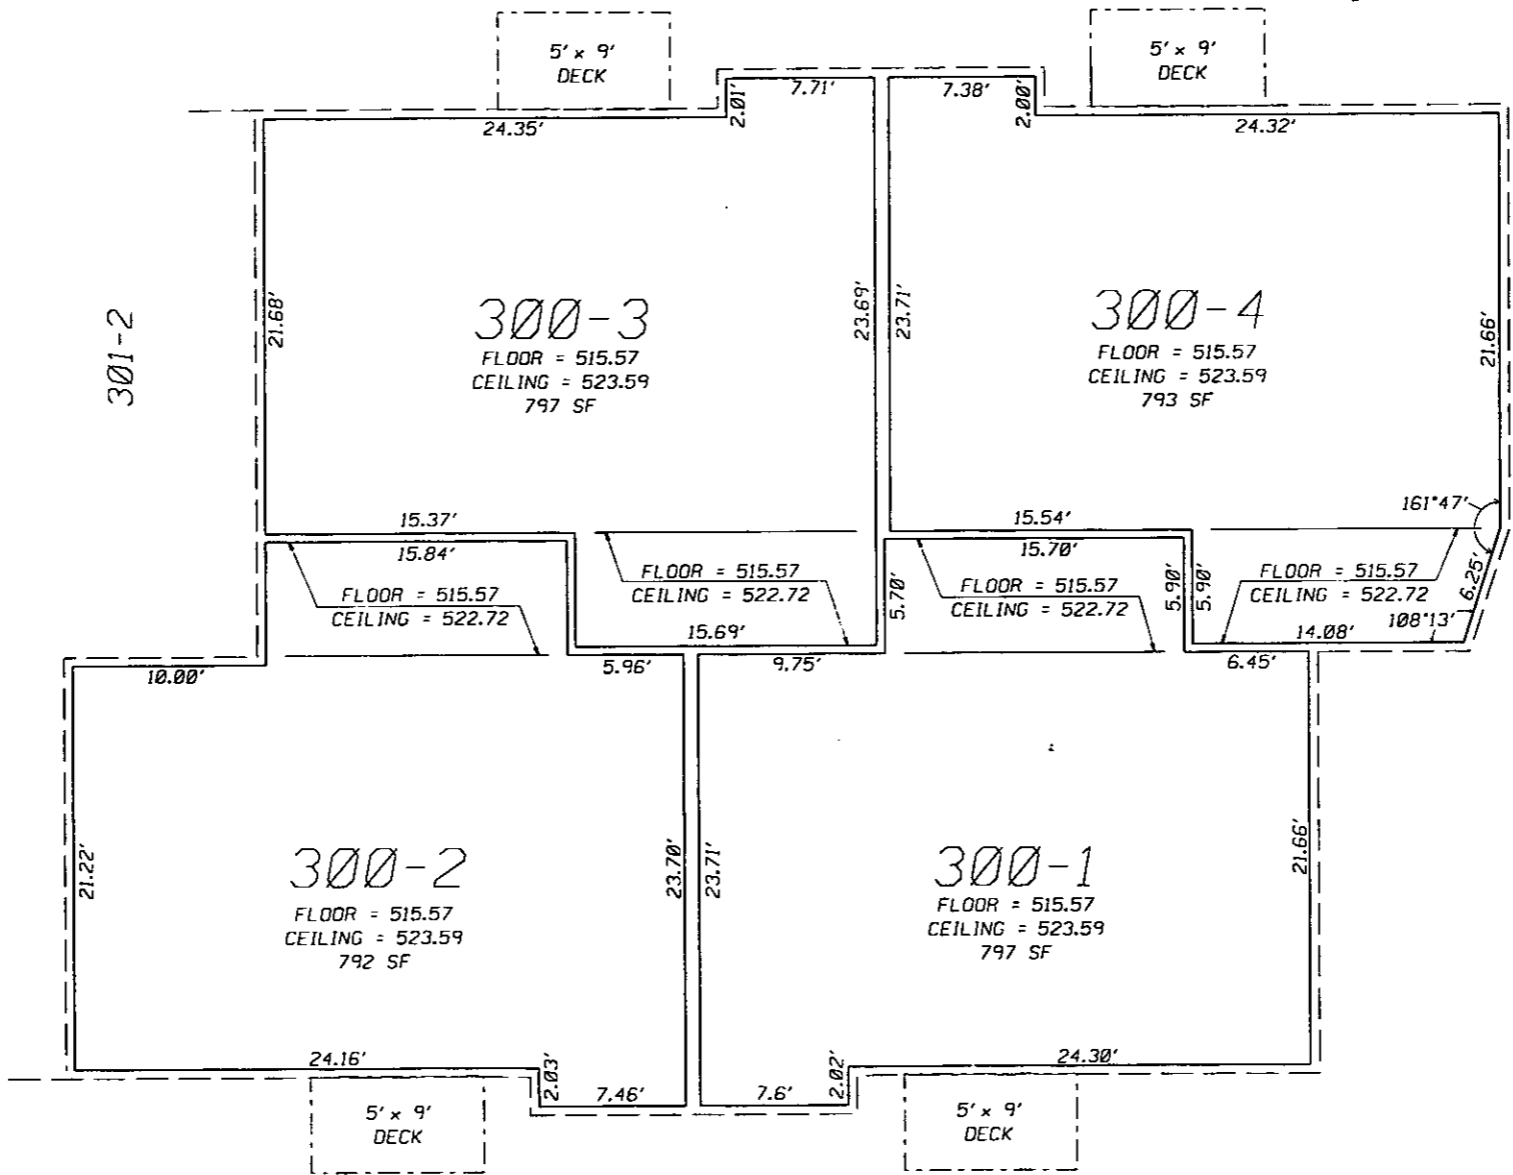 5' x 9'
DECK
5' x 9'
DECK
7.71'
7.38'
2.01'
2.00'
24.35'
24.32'
301-2
21.68'
300-3
FLOOR = 515.57
CEILING = 523.59
797 SF
23.69'
23.71'
300-4
FLOOR = 515.57
CEILING = 523.59
793 SF
21.66'
161°47'
15.37'
15.54'
15.84'
15.70'
FLOOR = 515.57
CEILING = 522.72
FLOOR = 515.57
CEILING = 522.72
5.70'
FLOOR = 515.57
CEILING = 522.72
5.90'
5.90'
FLOOR = 515.57
CEILING = 522.72
6.25'
108°13'
15.69'
14.08'
10.00'
5.96'
9.75'
6.45'
21.22'
300-2
FLOOR = 515.57
CEILING = 523.59
792 SF
23.70'
23.71'
300-1
FLOOR = 515.57
CEILING = 523.59
797 SF
21.66'
24.16'
2.03'
7.46'
7.6'
2.02'
24.30'
5' x 9'
DECK
5' x 9'
DECK